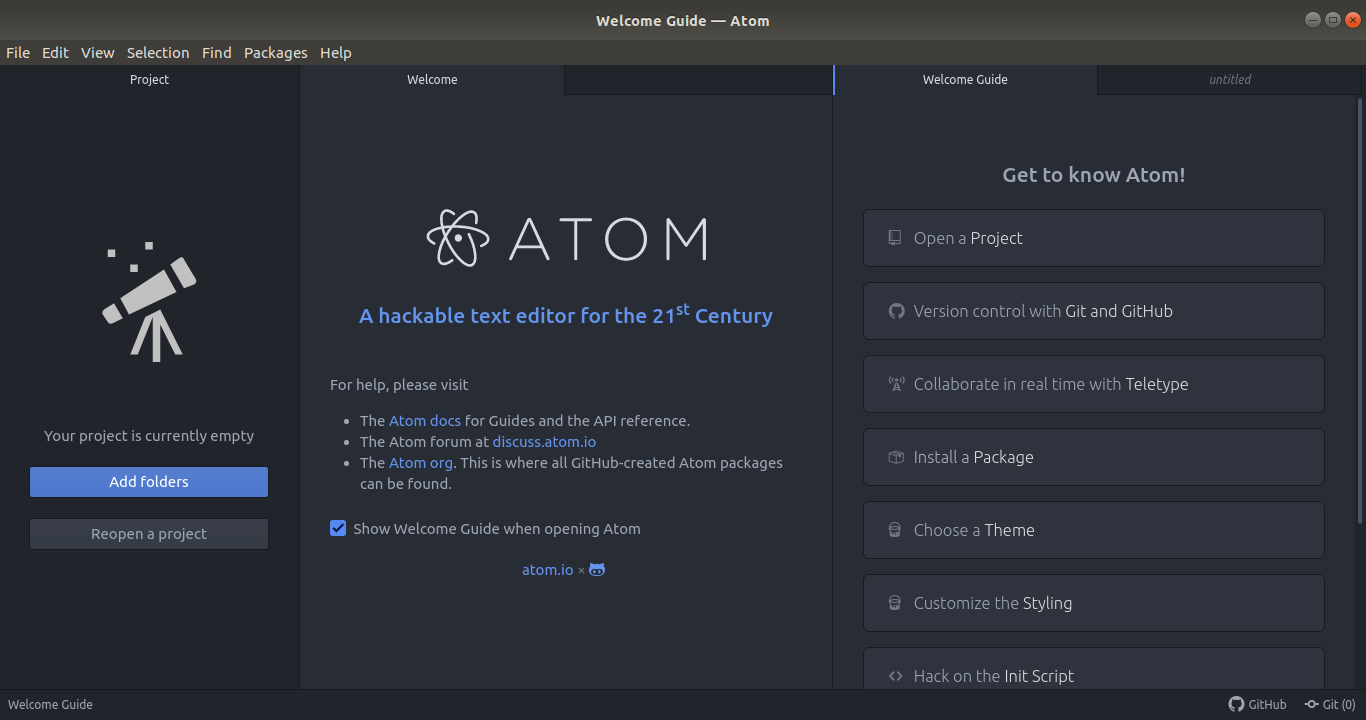 Welcome Guide — Atom
File Edit View Selection Find Packages Help
Project
Your project is currently empty
Add folders
Reopen a project
Welcome
ATOM
A hackable text editor for the 21st Century
For help, please visit
The Atom docs for Guides and the API reference.
The Atom forum at discuss.atom.io
The Atom org. This is where all GitHub-created Atom packages
can be found.
Show Welcome Guide when opening Atom
atom.io ×
Welcome Guide
untitled
Get to know Atom!
Open a Project
Version control with Git and GitHub
Collaborate in real time with Teletype
Install a Package
Choose a Theme
Customize the Styling
Hack on the Init Script
Welcome Guide
GitHub
Git (0)